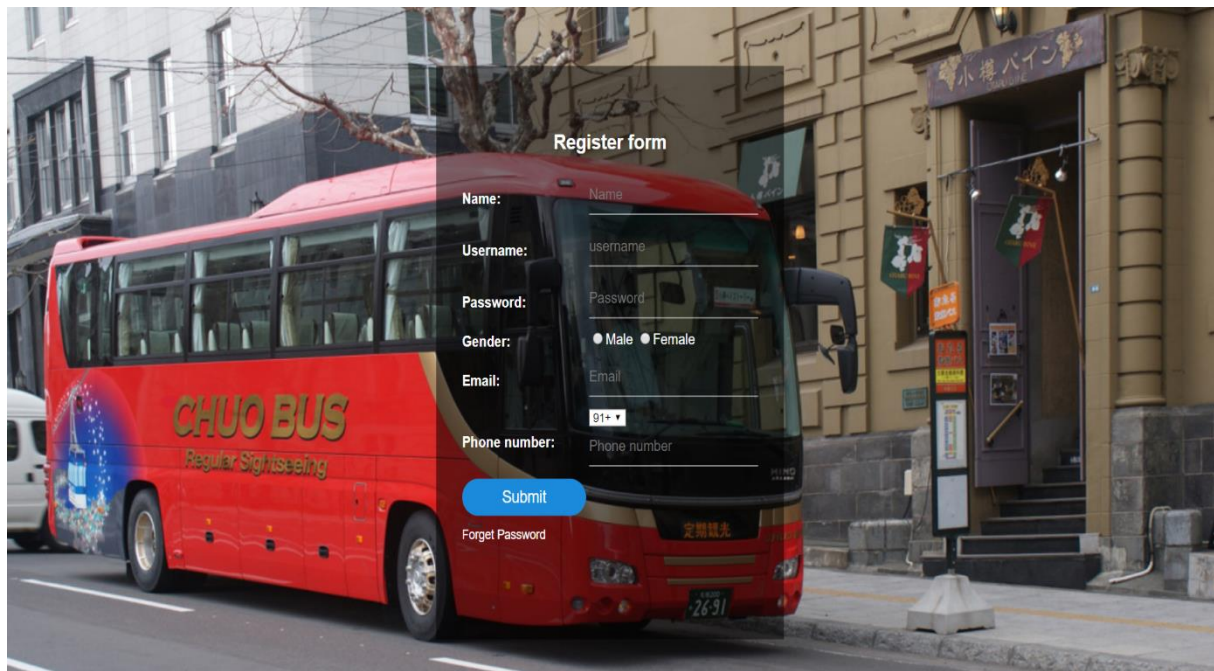 Register form
Name:
Name
Username:
username
Password:
Password
Gender:
Male Female
Email:
Email
91+
Phone number:
Phone number
Submit
Forget Password
CHUO BUS
Regular Sightseeing
定期観光
26-91
HINO
小樽バイン